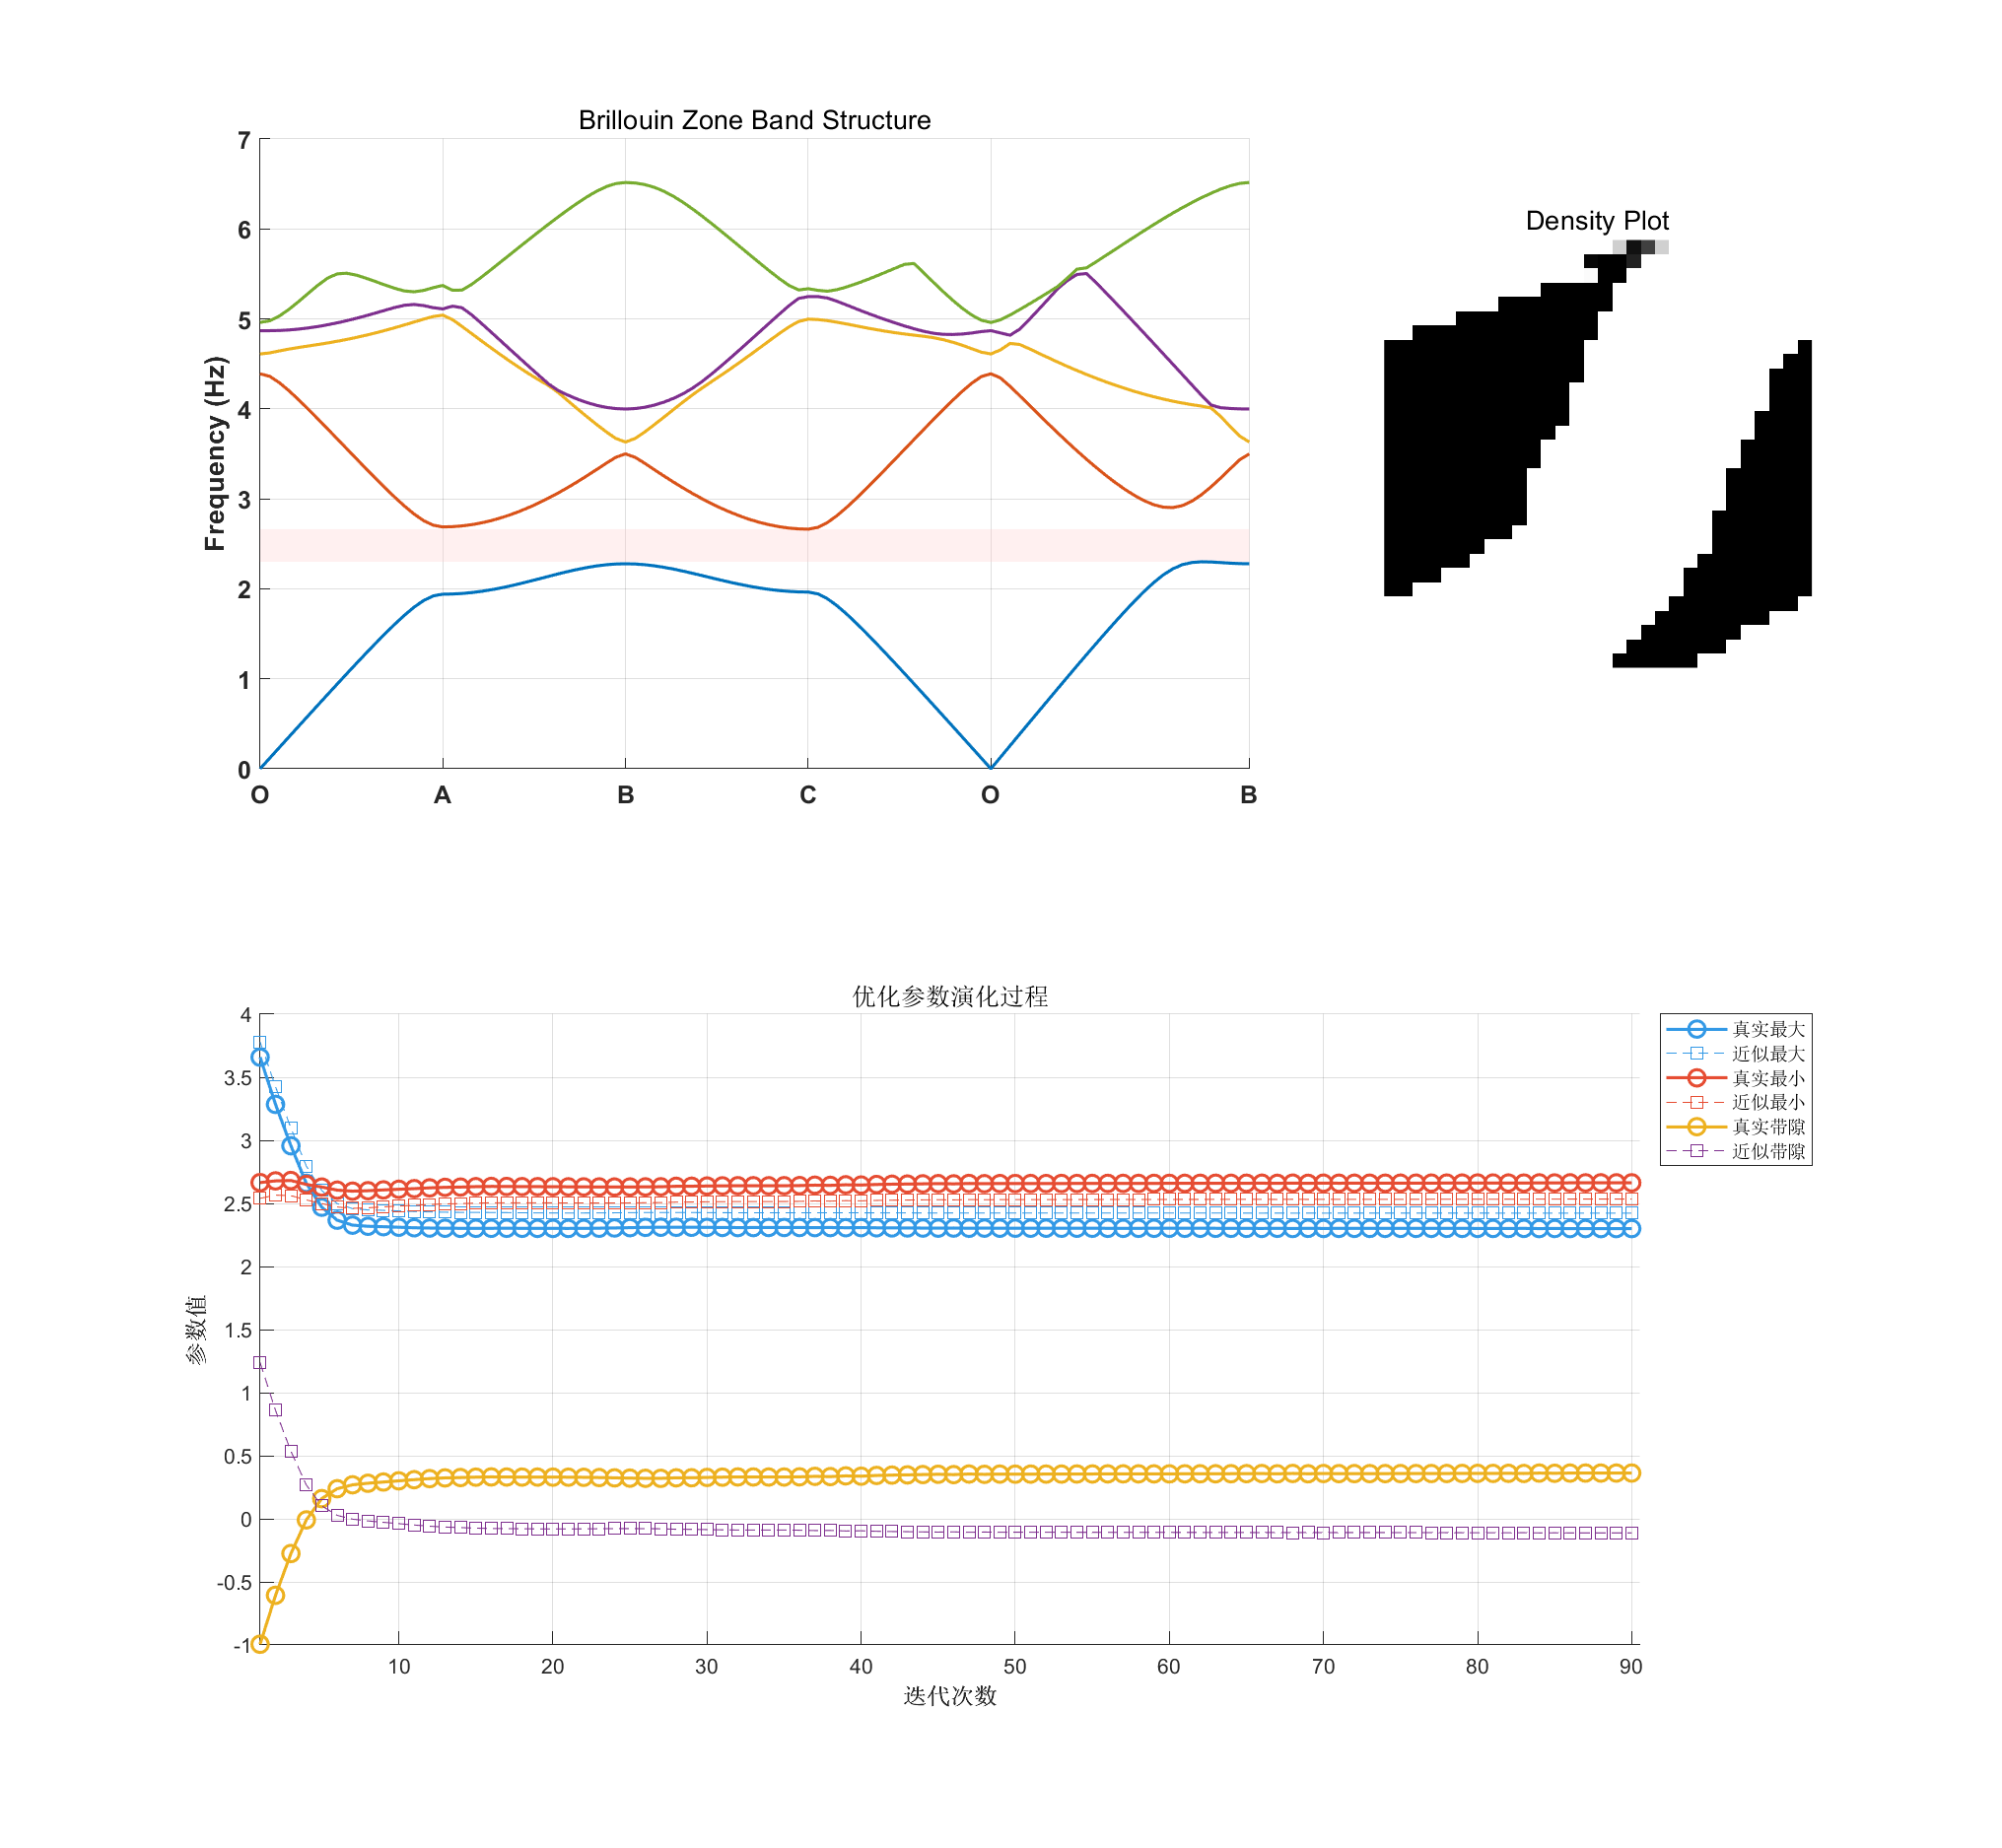 Brillouin Zone Band Structure
7
6
5
4
3
2
1
0
Frequency (Hz)
O A B C O B
Density Plot
优化参数演化过程
4
3.5
3
2.5
2
1.5
1
0.5
0
-0.5
-1
参数值
10 20 30 40 50 60 70 80 90
迭代次数
真实最大
近似最大
真实最小
近似最小
真实带隙
近似带隙